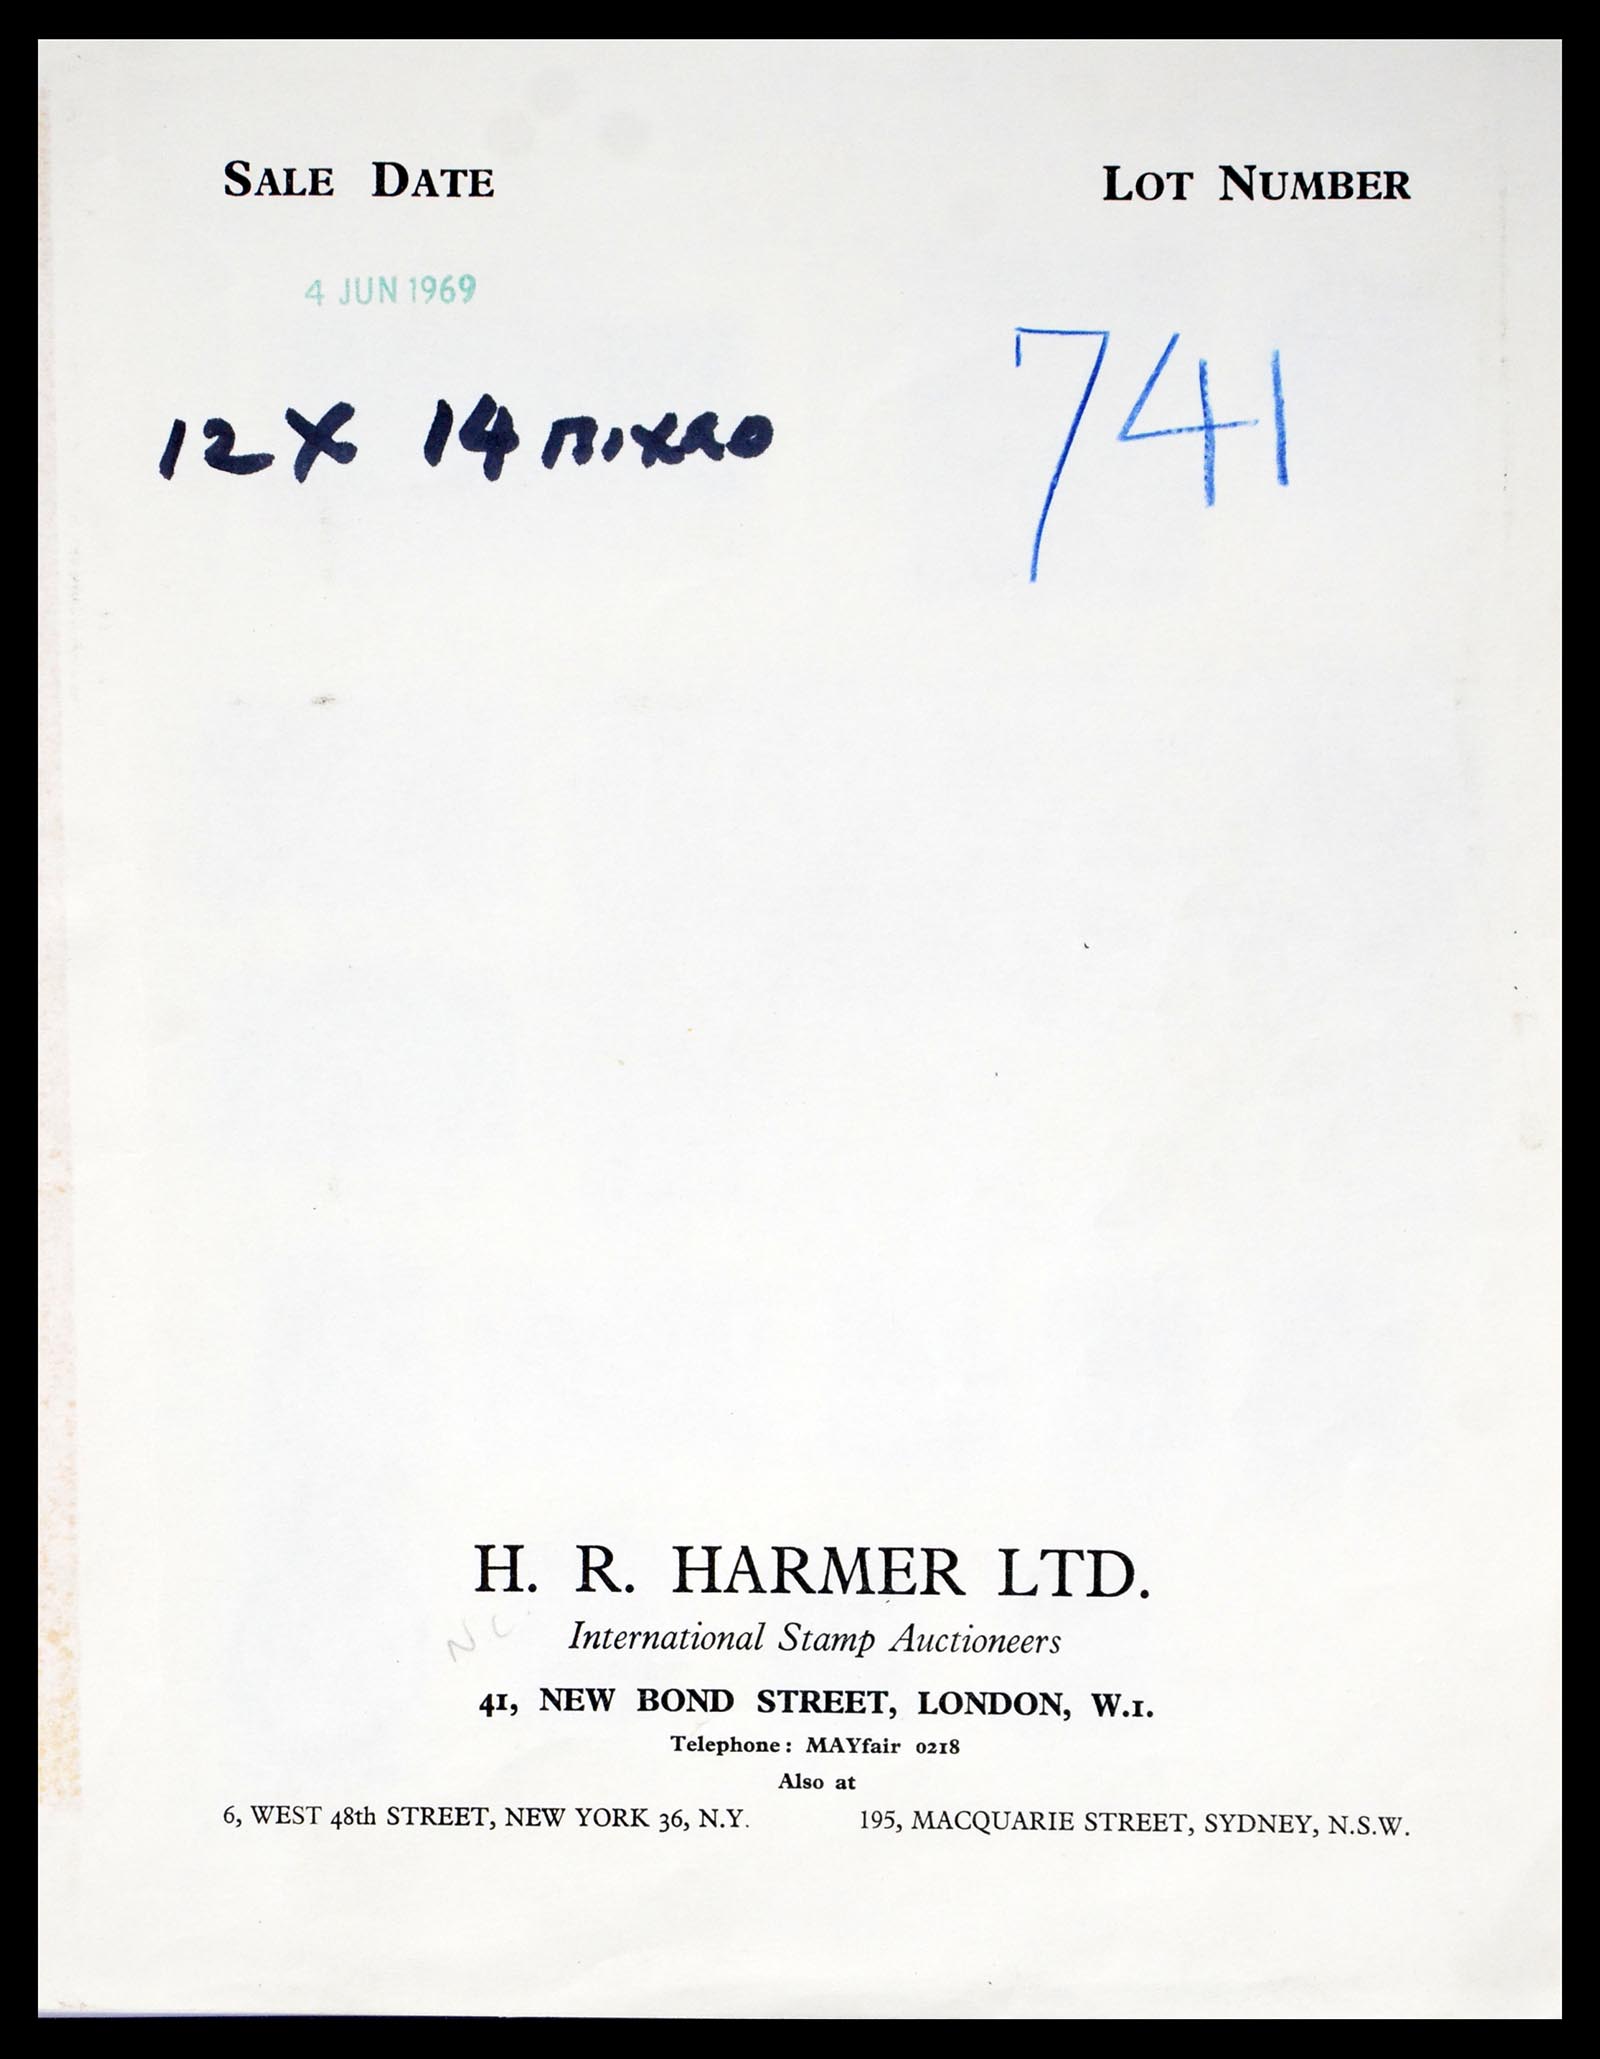 SALE DATE
LOT NUMBER
4 JUN 1969
741
12 X 14 MIXED
H. R. HARMER LTD.
NC
International Stamp Auctioneers
41, NEW BOND STREET, LONDON, W.1.
Telephone: MAYfair 0218
Also at
6, WEST 48th STREET, NEW YORK 36, N.Y.
195, MACQUARIE STREET, SYDNEY, N.S.W.